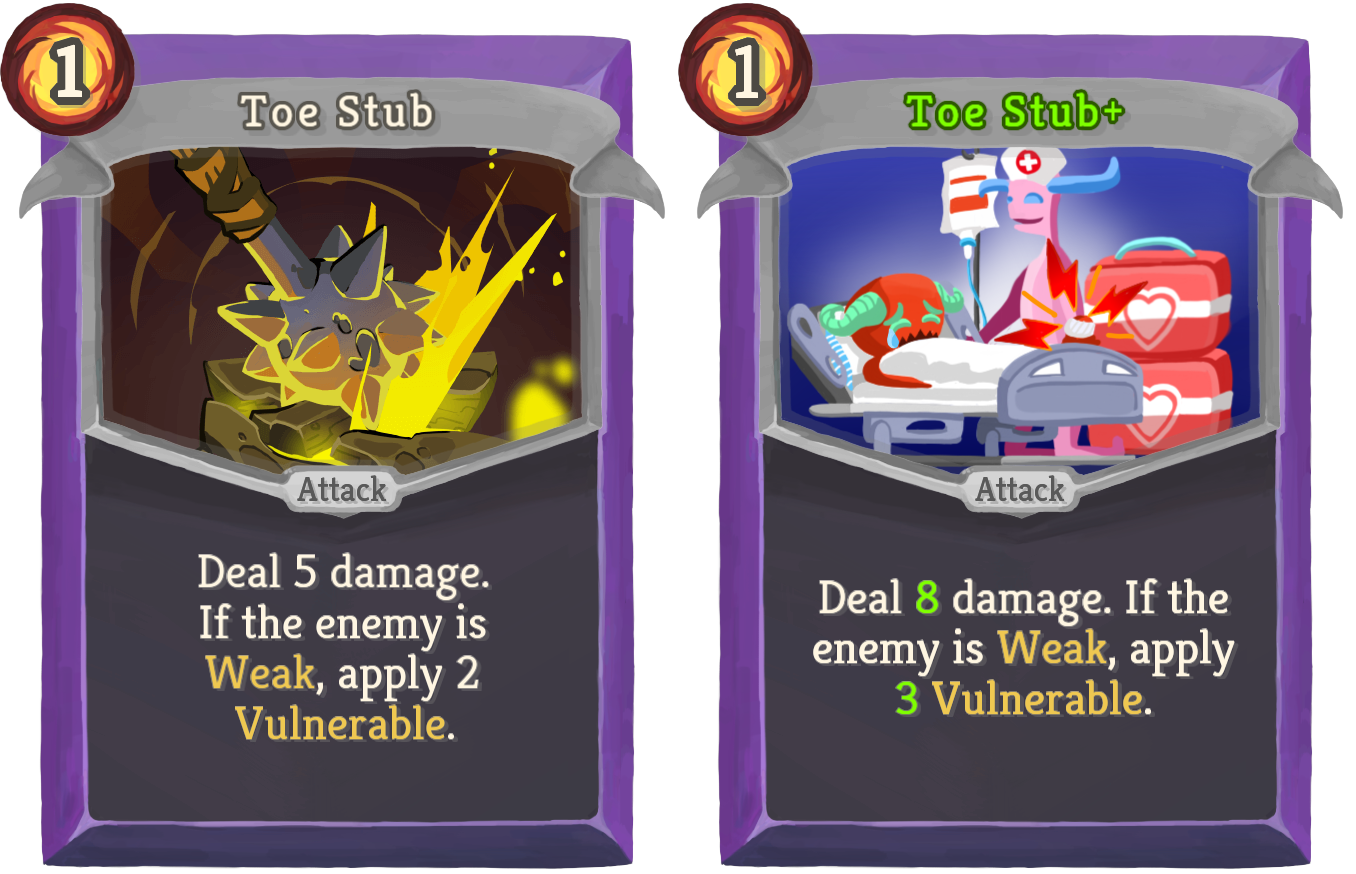 1
Toe Stub
Attack
Deal 5 damage.
If the enemy is
Weak, apply 2
Vulnerable.
1
Toe Stub+
Attack
Deal 8 damage. If the
enemy is Weak, apply
3 Vulnerable.